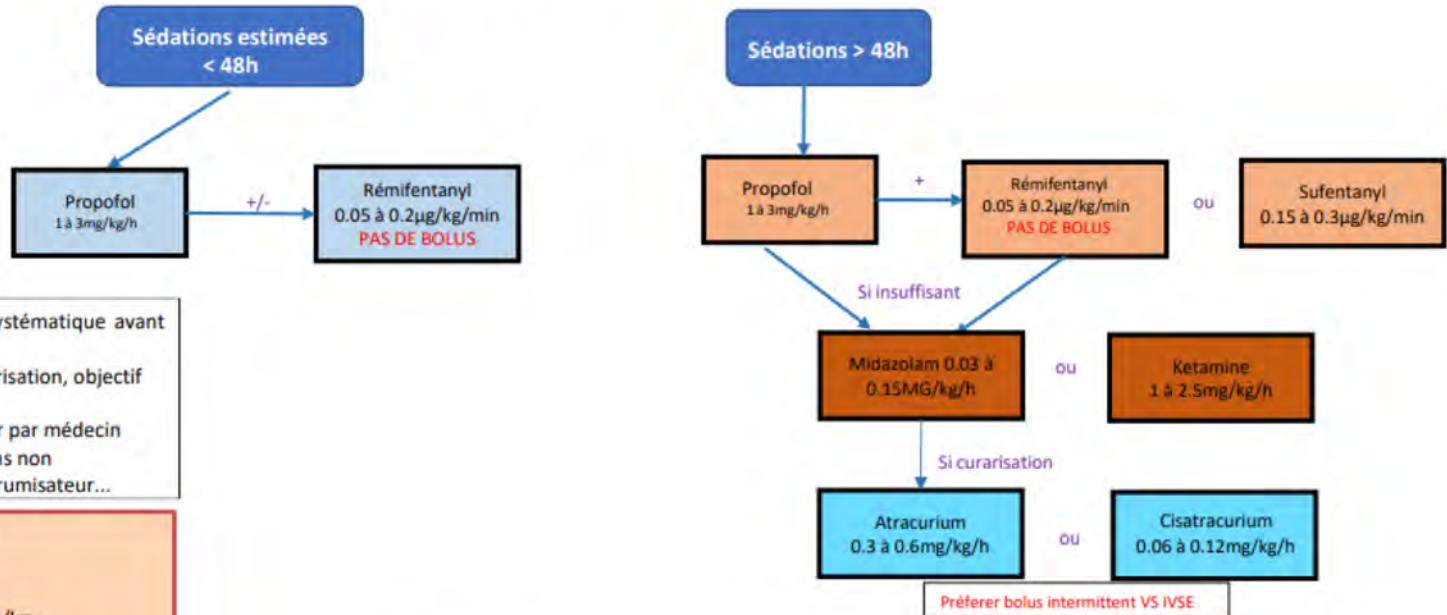 Sédations estimées
< 48h
Propofol
1 à 3mg/kg/h
+/-
Rémifentanyl
0.05 à 0.2µg/kg/min
PAS DE BOLUS
ystématique avant
risation, objectif
r par médecin
s non
rumisateur...
Sédations > 48h
Propofol
1 à 3mg/kg/h
+
Rémifentanyl
0.05 à 0.2µg/kg/min
PAS DE BOLUS
ou
Sufentanyl
0.15 à 0.3µg/kg/min
Si insuffisant
Midazolam 0.03 à
0.15MG/kg/h
ou
Ketamine
1 à 2.5mg/kg/h
Si curarisation
Atracurium
0.3 à 0.6mg/kg/h
ou
Cisatracurium
0.06 à 0.12mg/kg/h
Préferer bolus intermittent VS IVSE